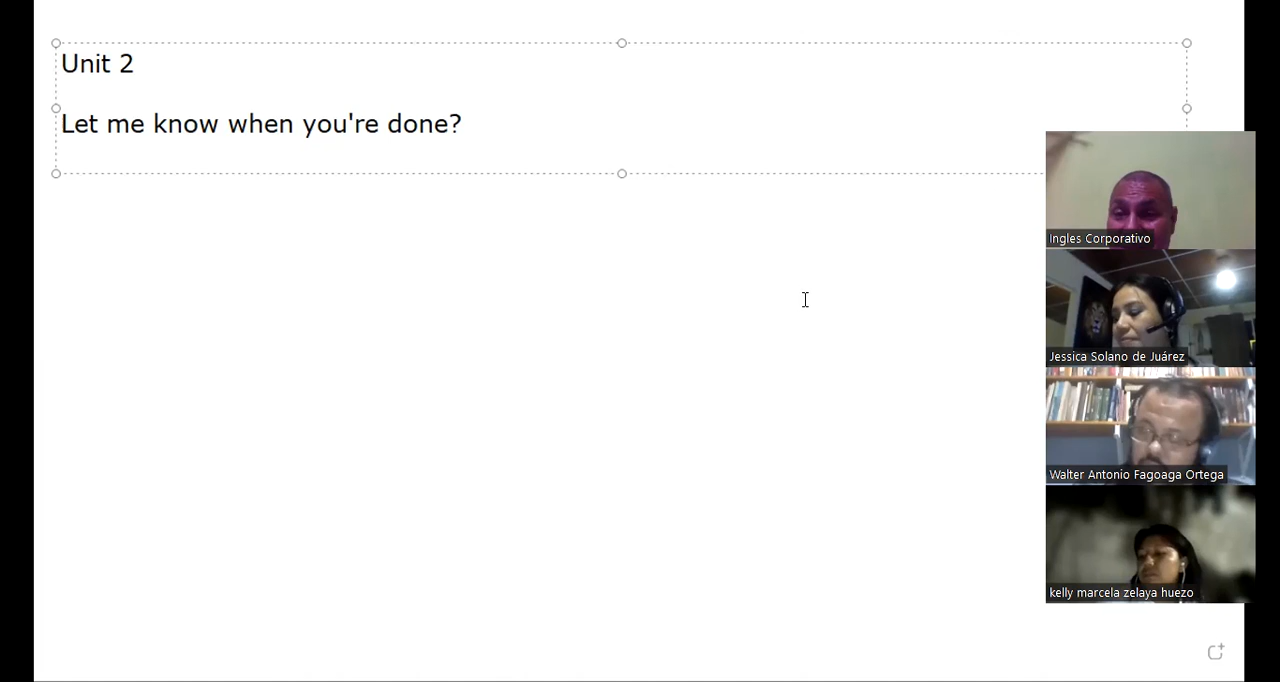 Unit 2
Let me know when you're done?
Ingles Corporativo
Jessica Solano de Juárez
Walter Antonio Fagoaga Ortega
kelly marcela zelaya huezo